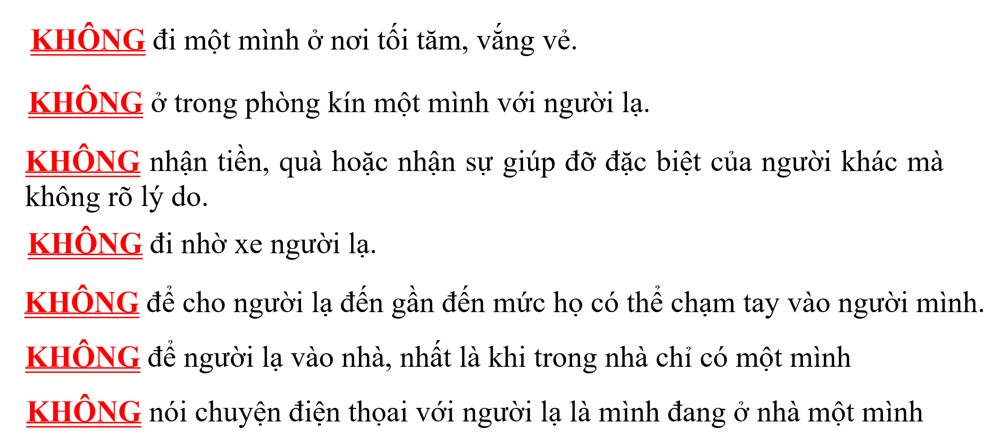 KHÔNG đi một mình ở nơi tối tăm, vắng vẻ.
KHÔNG ở trong phòng kín một mình với người lạ.
KHÔNG nhận tiền, quà hoặc nhận sự giúp đỡ đặc biệt của người khác mà
không rõ lý do.
KHÔNG đi nhờ xe người lạ.
KHÔNG để cho người lạ đến gần đến mức họ có thể chạm tay vào người mình.
KHÔNG để người lạ vào nhà, nhất là khi trong nhà chỉ có một mình
KHÔNG nói chuyện điện thọai với người lạ là mình đang ở nhà một mình